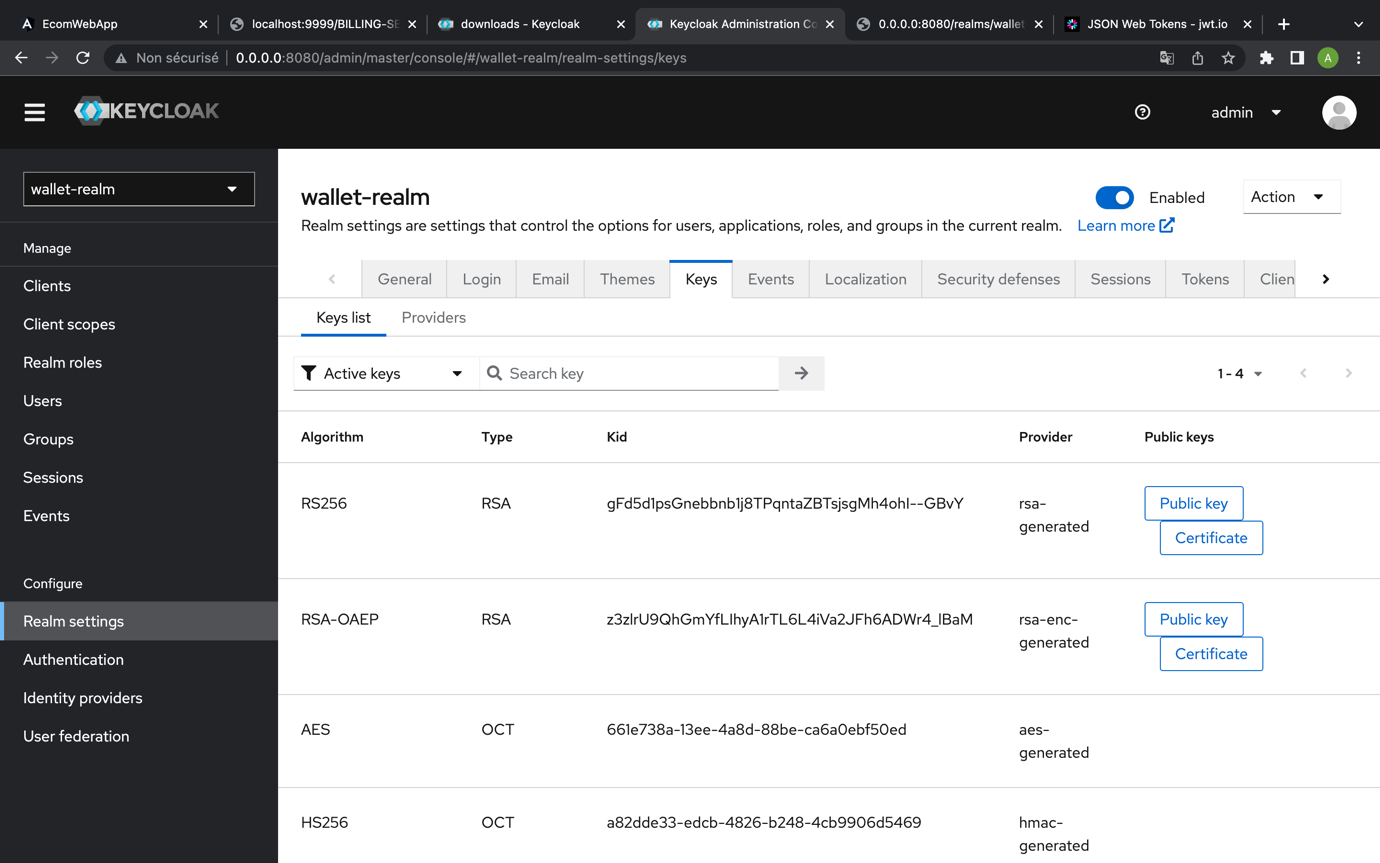 EcomWebApp
localhost:9999/BILLING-SE
downloads - Keycloak
Keycloak Administration Co
0.0.0.0:8080/realms/wallet
JSON Web Tokens - jwt.io
Non sécurisé
0.0.0.0:8080/admin/master/console/#/wallet-realm/realm-settings/keys
A
KEYCLOAK
admin
wallet-realm
Manage
Clients
Client scopes
Realm roles
Users
Groups
Sessions
Events
Configure
Realm settings
Authentication
Identity providers
User federation
wallet-realm
Enabled
Action
Realm settings are settings that control the options for users, applications, roles, and groups in the current realm. Learn more
General Login Email Themes Keys Events Localization Security defenses Sessions Tokens Clien
Keys list Providers
Active keys
Search key
1 - 4
Algorithm Type Kid Provider Public keys
RS256 RSA gFd5d1psGnebbnb1j8TPqntaZBTsjsgMh4ohI--GBvY rsa-
generated
Public key
Certificate
RSA-OAEP RSA z3zlrU9QhGmYfLIhyA1rTL6L4iVa2JFh6ADWr4_lBaM rsa-enc-
generated
Public key
Certificate
AES OCT 661e738a-13ee-4a8d-88be-ca6a0ebf50ed aes-
generated
HS256 OCT a82dde33-edcb-4826-b248-4cb9906d5469 hmac-
generated